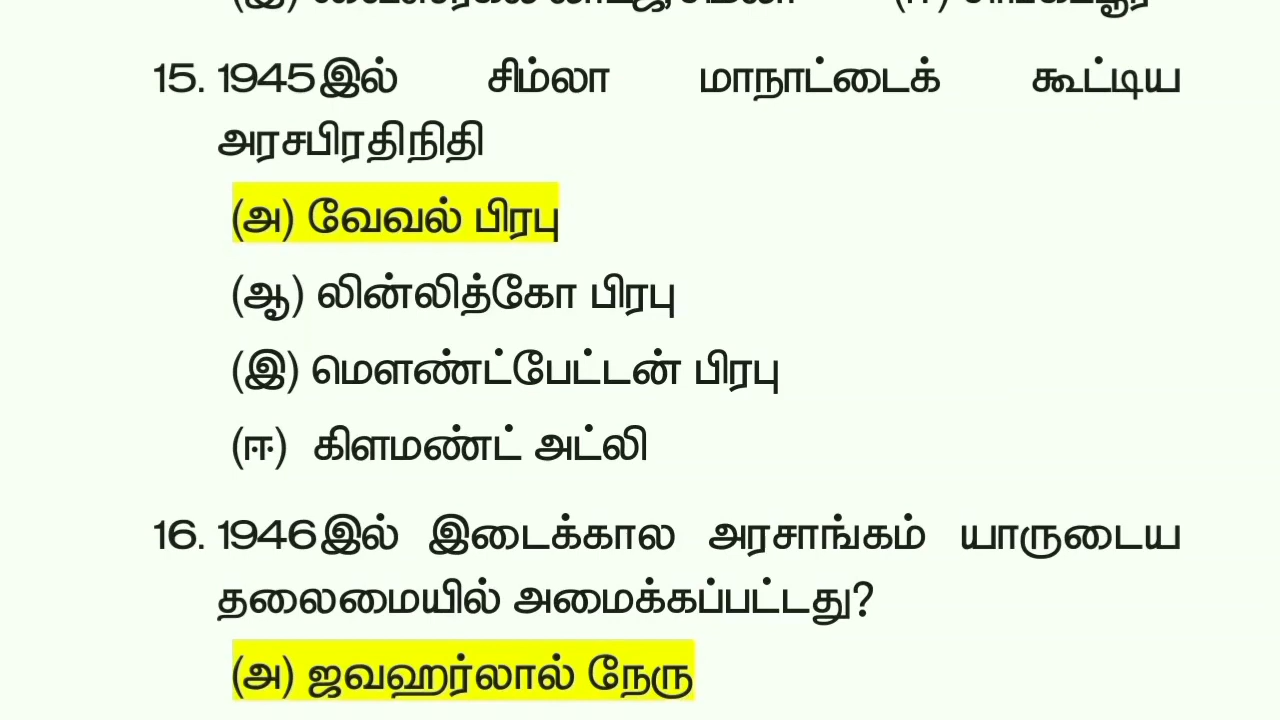 15. 1945இல் சிம்லா மாநாட்டைக் கூட்டிய
அரசபிரதிநிதி
(அ) வேவல் பிரபு
(ஆ) லின்லித்கோ பிரபு
(இ) மௌண்ட்பேட்டன் பிரபு
(ஈ) கிளமண்ட் அட்லி
16. 1946இல் இடைக்கால அரசாங்கம் யாருடைய
தலைமையில் அமைக்கப்பட்டது?
(அ) ஜவஹர்லால் நேரு